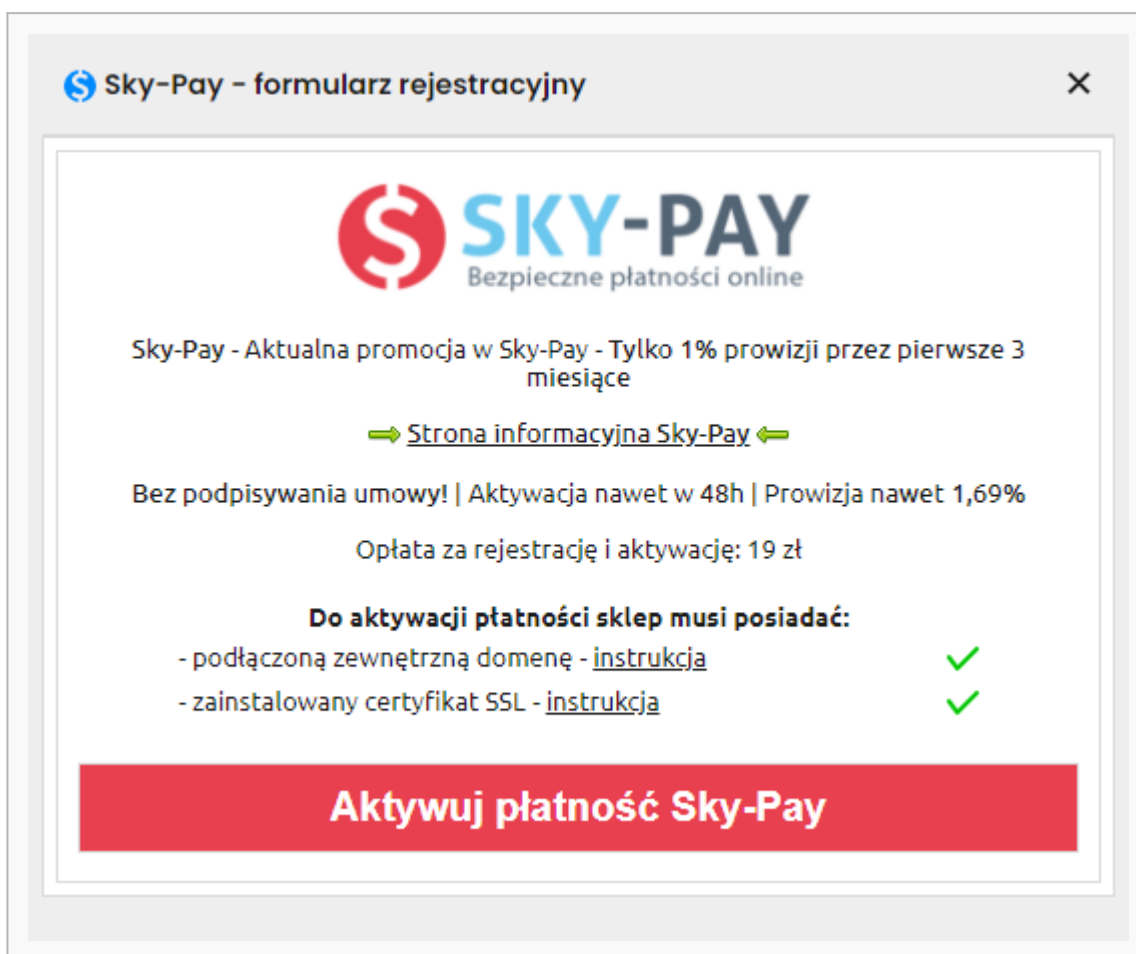 Sky-Pay - formularz rejestracyjny
SKY-PAY
Bezpieczne płatności online
Sky-Pay - Aktualna promocja w Sky-Pay - Tylko 1% prowizji przez pierwsze 3
miesiące
Strona informacyjna Sky-Pay
Bez podpisywania umowy! | Aktywacja nawet w 48h | Prowizja nawet 1,69%
Opłata za rejestrację i aktywację: 19 zł
Do aktywacji płatności sklep musi posiadać:
- podłączoną zewnętrzną domenę - instrukcja
- zainstalowany certyfikat SSL - instrukcja
Aktywuj płatność Sky-Pay